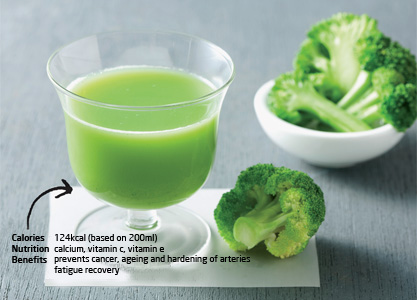 Calories 124kcal (based on 200ml)
Nutrition calcium, vitamin c, vitamin e
Benefits prevents cancer, ageing and hardening of arteries
fatigue recovery